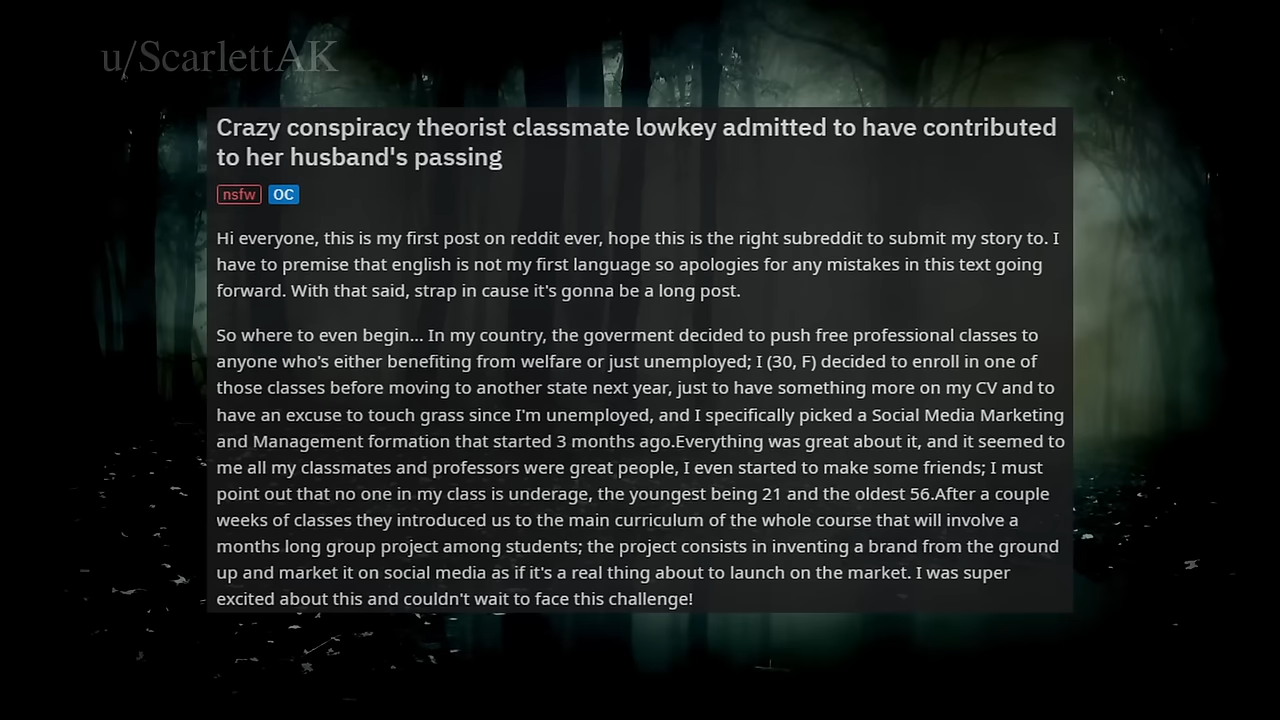 u/ScarlettAK
Crazy conspiracy theorist classmate lowkey admitted to have contributed
to her husband's passing
nsfw OC
Hi everyone, this is my first post on reddit ever, hope this is the right subreddit to submit my story to. I
have to premise that english is not my first language so apologies for any mistakes in this text going
forward. With that said, strap in cause it's gonna be a long post.
So where to even begin... In my country, the goverment decided to push free professional classes to
anyone who's either benefiting from welfare or just unemployed; I (30, F) decided to enroll in one of
those classes before moving to another state next year, just to have something more on my CV and to
have an excuse to touch grass since I'm unemployed, and I specifically picked a Social Media Marketing
and Management formation that started 3 months ago.Everything was great about it, and it seemed to
me all my classmates and professors were great people, I even started to make some friends; I must
point out that no one in my class is underage, the youngest being 21 and the oldest 56.After a couple
weeks of classes they introduced us to the main curriculum of the whole course that will involve a
months long group project among students; the project consists in inventing a brand from the ground
up and market it on social media as if it's a real thing about to launch on the market. I was super
excited about this and couldn't wait to face this challenge!